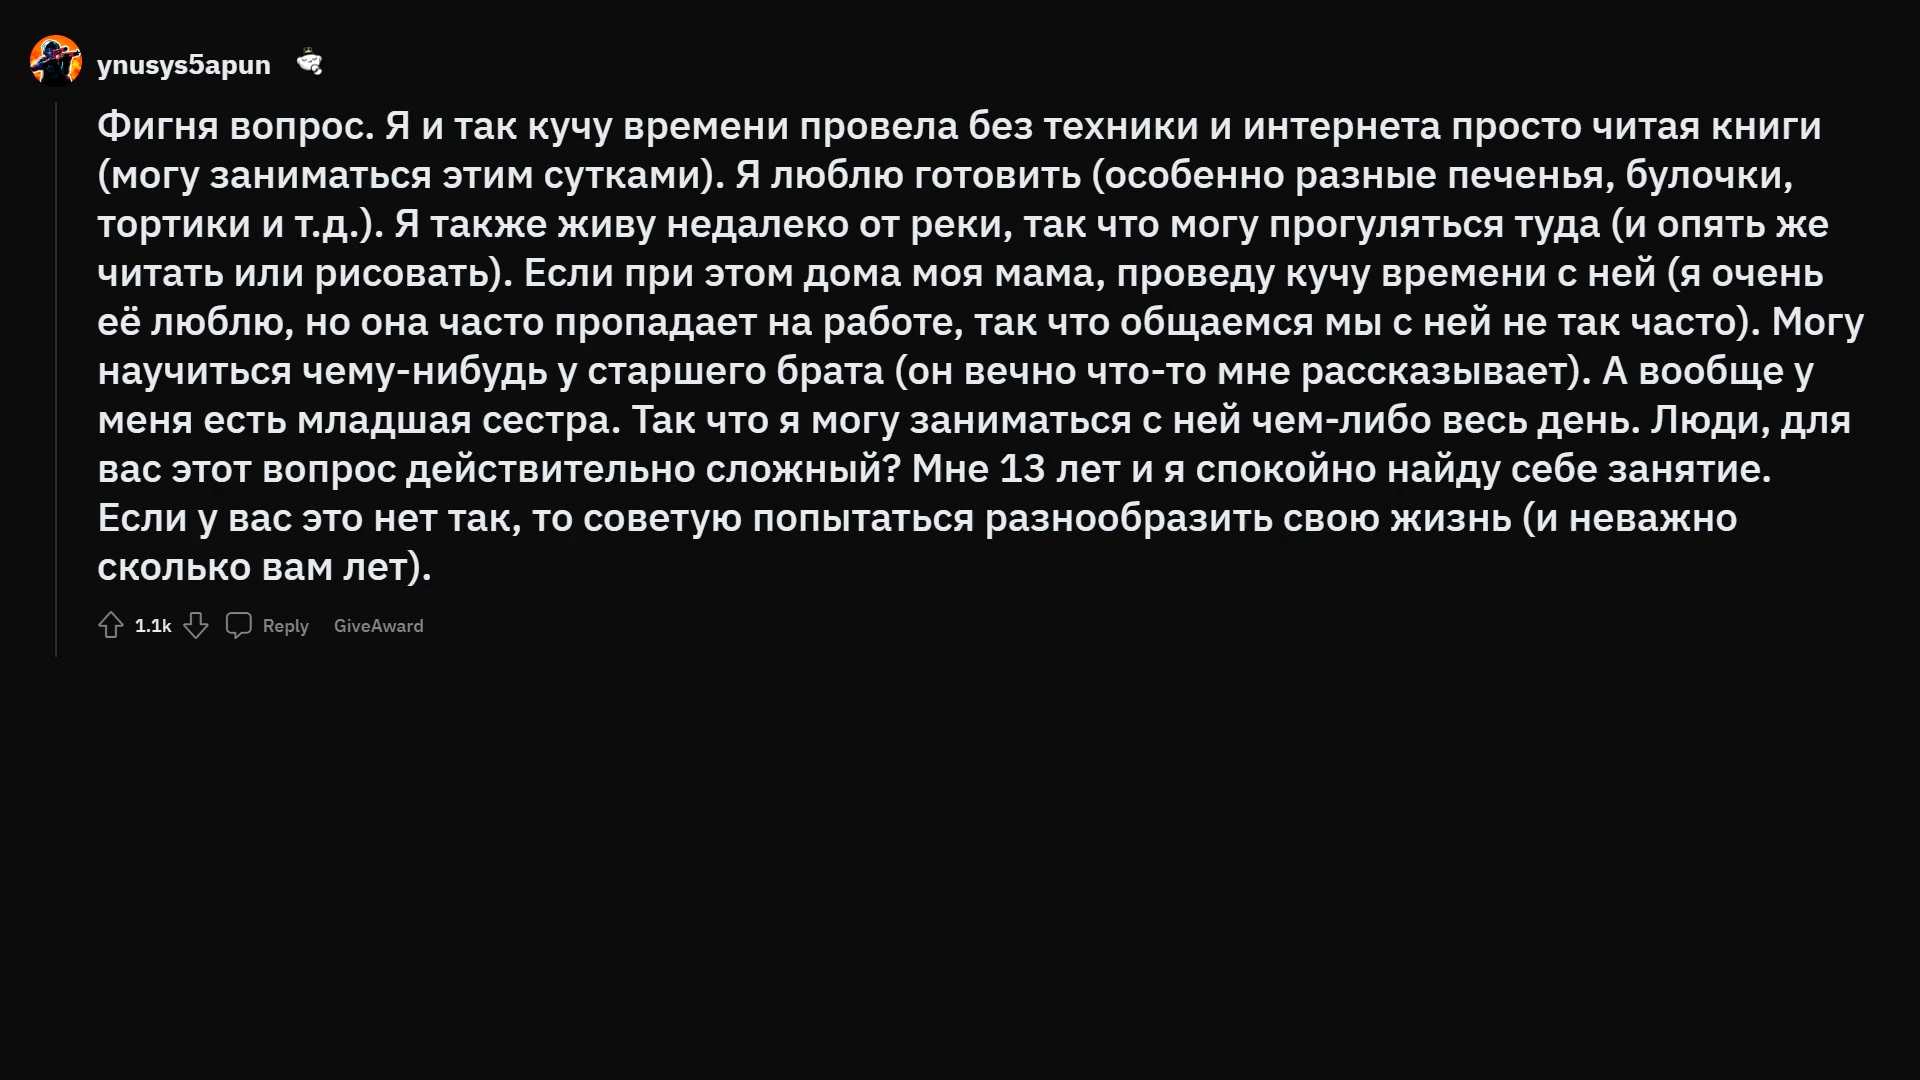 ynusys5apun
Фигня вопрос. Я и так кучу времени провела без техники и интернета просто читая книги
(могу заниматься этим сутками). Я люблю готовить (особенно разные печенья, булочки,
тортики и т.д.). Я также живу недалеко от реки, так что могу прогуляться туда (и опять же
читать или рисовать). Если при этом дома моя мама, проведу кучу времени с ней (я очень
её люблю, но она часто пропадает на работе, так что общаемся мы с ней не так часто). Могу
научиться чему-нибудь у старшего брата (он вечно что-то мне рассказывает). А вообще у
меня есть младшая сестра. Так что я могу заниматься с ней чем-либо весь день. Люди, для
вас этот вопрос действительно сложный? Мне 13 лет и я спокойно найду себе занятие.
Если у вас это нет так, то советую попытаться разнообразить свою жизнь (и неважно
сколько вам лет).
1.1k Reply GiveAward